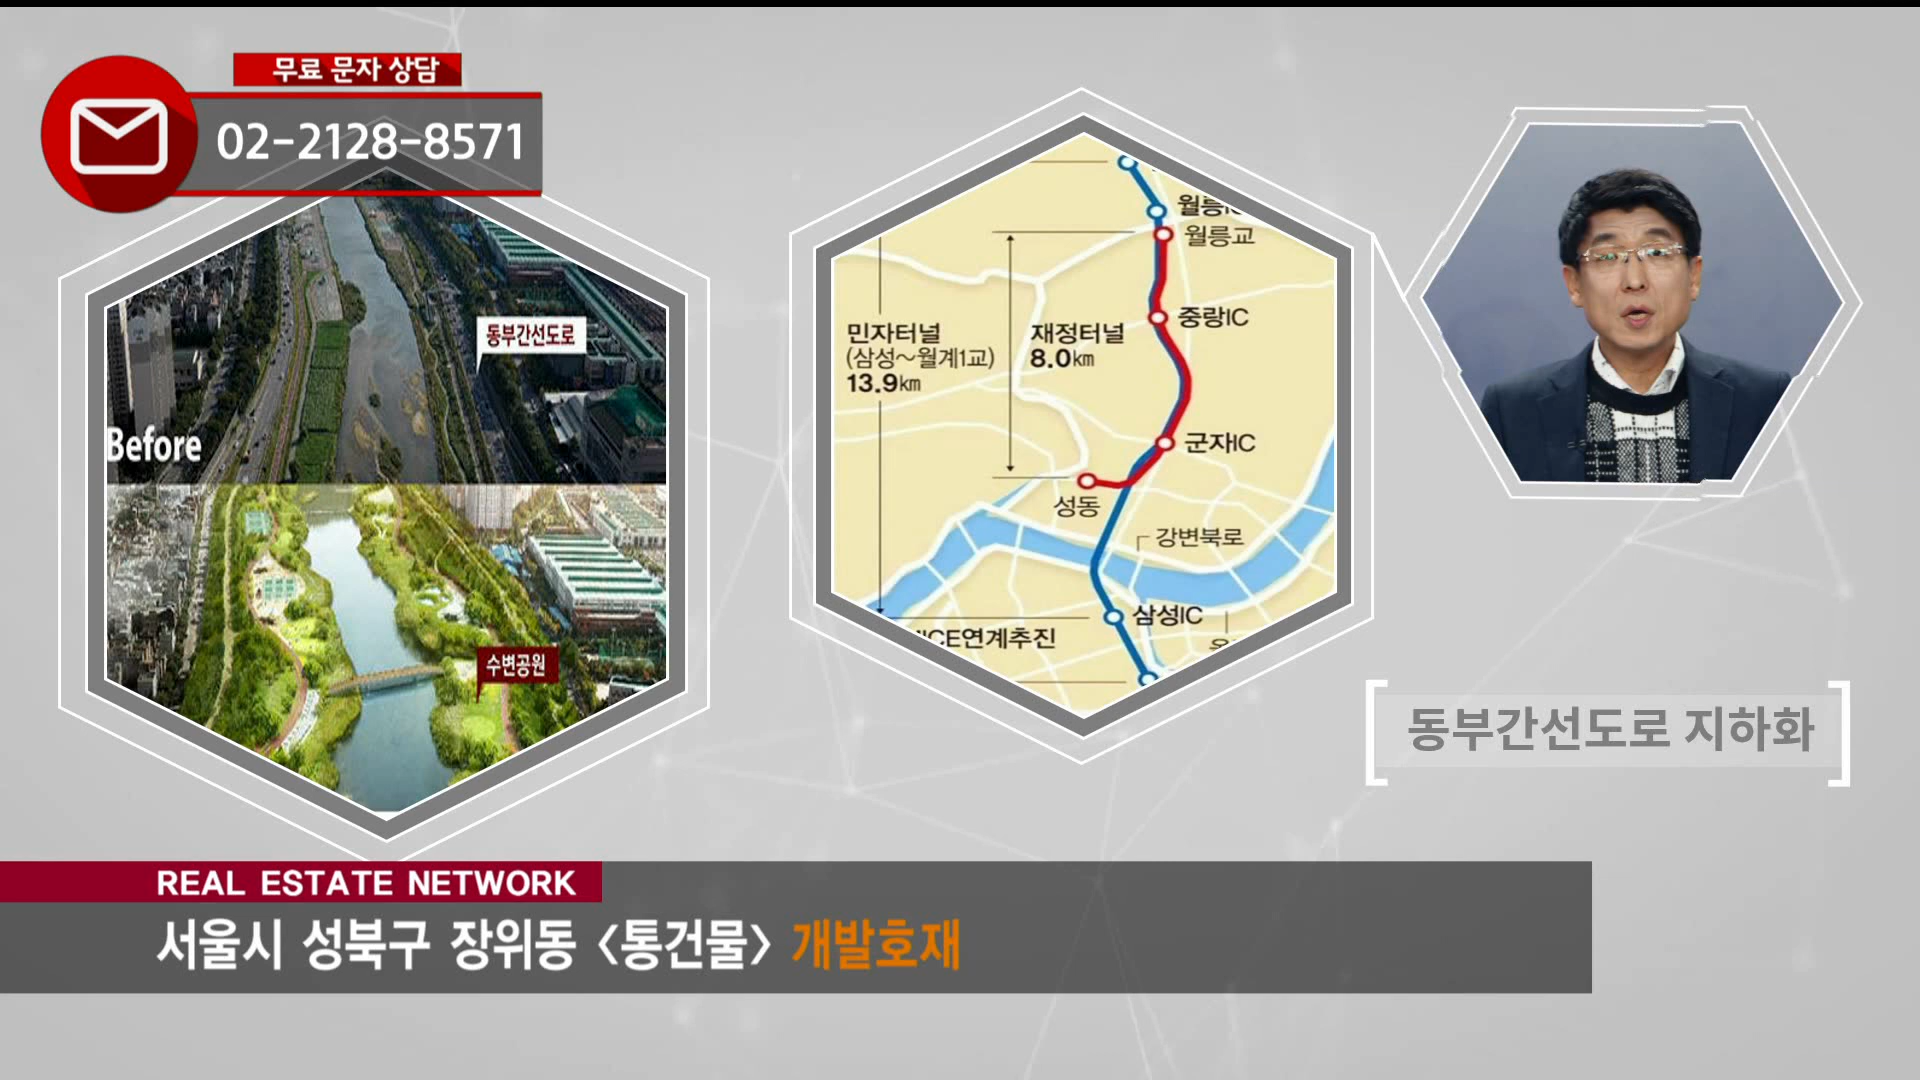 무료 문자 상담
02-2128-8571
동부간선도로
Before
수변공원
월릉IC
월릉교
중랑IC
민자터널
(삼성~월계1교)
13.9km
재정터널
8.0km
군자IC
성동
강변북로
삼성IC
연계추진
동부간선도로 지하화
REAL ESTATE NETWORK
서울시 성북구 장위동 <통건물> 개발호재